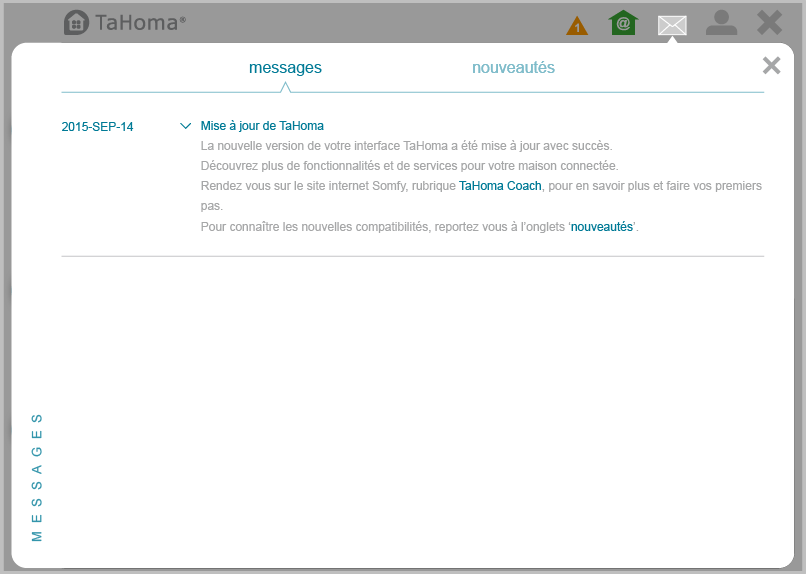 TaHoma®
1
@
messages
nouveautés
2015-SEP-14
Mise à jour de TaHoma
La nouvelle version de votre interface TaHoma a été mise à jour avec succès.
Découvrez plus de fonctionnalités et de services pour votre maison connectée.
Rendez vous sur le site internet Somfy, rubrique TaHoma Coach, pour en savoir plus et faire vos premiers
pas.
Pour connaître les nouvelles compatibilités, reportez vous à l'onglets ‘nouveautés’.
MESSAGES